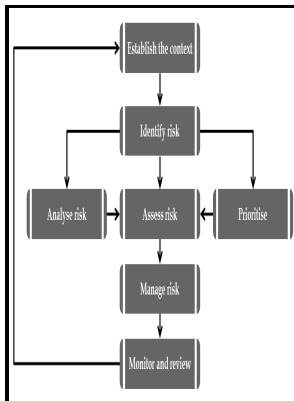 Establish the context
Identify risk
Analyse risk
Assess risk
Prioritise
Manage risk
Monitor and review